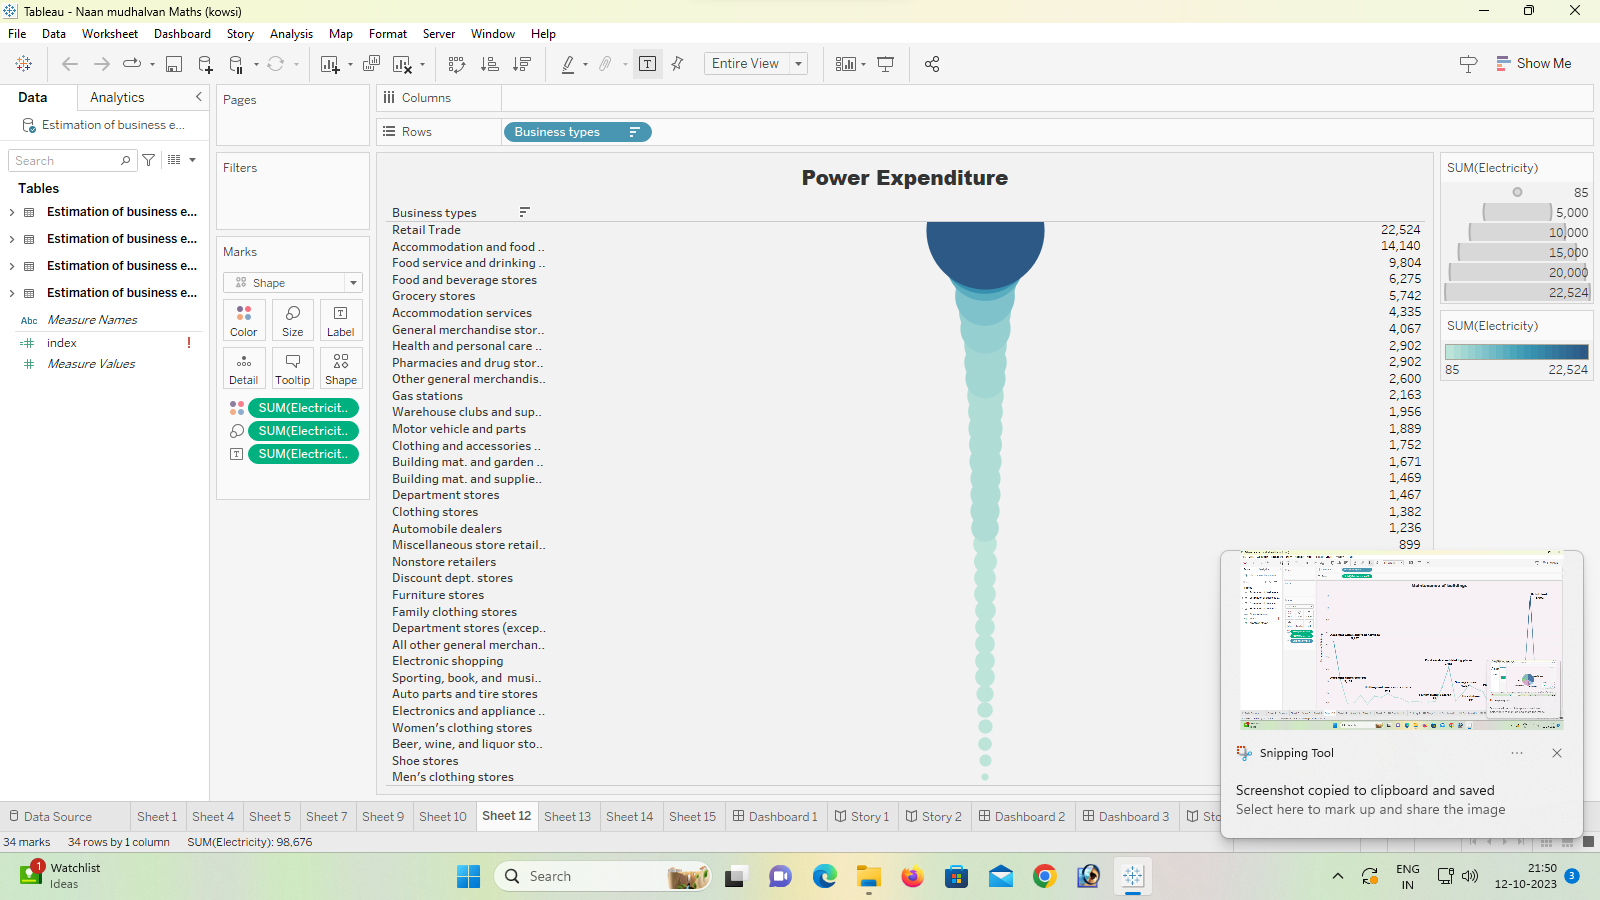 Tableau - Naan mudhalvan Maths (kowsi)
File Data Worksheet Dashboard Story Analysis Map Format Server Window Help
Entire View
Show Me
Data Analytics
Estimation of business e...
Search
Tables
Estimation of business e...
Estimation of business e...
Estimation of business e...
Estimation of business e...
Abc Measure Names
index !
Measure Values
Pages
Filters
Marks
Shape
Color Size Label
Detail Tooltip Shape
SUM(Electricit..
SUM(Electricit..
SUM(Electricit..
Columns
Rows Business types
Power Expenditure
Business types
Retail Trade 22,524
Accommodation and food .. 14,140
Food service and drinking .. 9,804
Food and beverage stores 6,275
Grocery stores 5,742
Accommodation services 4,335
General merchandise stor.. 4,067
Health and personal care .. 2,902
Pharmacies and drug stor.. 2,902
Other general merchandis.. 2,600
Gas stations 2,163
Warehouse clubs and sup.. 1,956
Motor vehicle and parts 1,889
Clothing and accessories .. 1,752
Building mat. and garden .. 1,671
Building mat. and supplie.. 1,469
Department stores 1,467
Clothing stores 1,382
Automobile dealers 1,236
Miscellaneous store retail.. 899
Nonstore retailers
Discount dept. stores
Furniture stores
Family clothing stores
Department stores (excep..
All other general merchan..
Electronic shopping
Sporting, book, and musi..
Auto parts and tire stores
Electronics and appliance ..
Women's clothing stores
Beer, wine, and liquor sto..
Shoe stores
Men's clothing stores
SUM(Electricity)
85
5,000
10,000
15,000
20,000
22,524
SUM(Electricity)
85 22,524
Maintanance of buildings
Snipping Tool
Screenshot copied to clipboard and saved
Select here to mark up and share the image
Data Source Sheet 1 Sheet 4 Sheet 5 Sheet 7 Sheet 9 Sheet 10 Sheet 12 Sheet 13 Sheet 14 Sheet 15 Dashboard 1 Story 1 Story 2 Dashboard 2 Dashboard 3 Sto
34 marks 34 rows by 1 column SUM(Electricity): 98,676
1 Watchlist
Ideas
Search
ENG
IN
21:50
12-10-2023
3